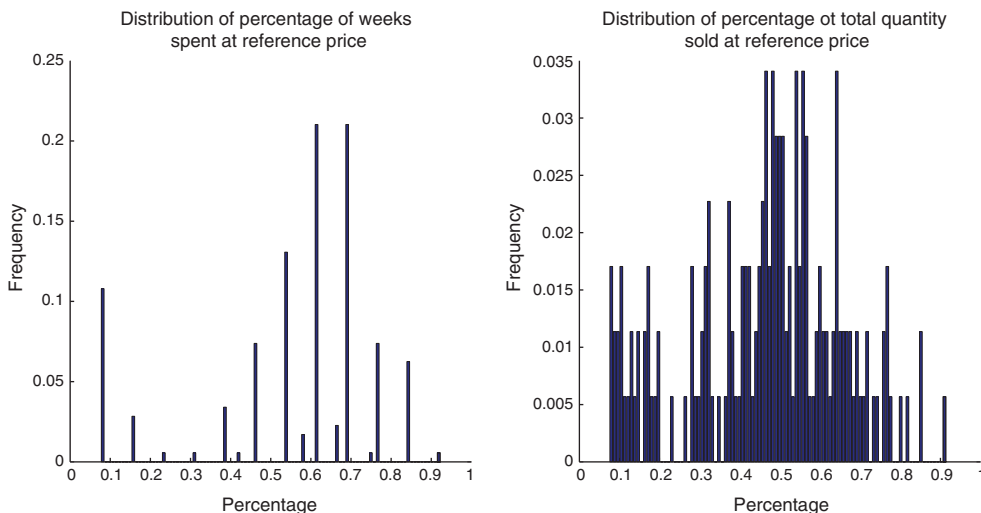 Distribution of percentage of weeks
spent at reference price
0.25
0.2
0.15
0.1
0.05
0
Frequency
0 0.1 0.2 0.3 0.4 0.5 0.6 0.7 0.8 0.9 1
Percentage
Distribution of percentage ot total quantity
sold at reference price
0.035
0.03
0.025
0.02
0.015
0.01
0.005
0
Frequency
0 0.1 0.2 0.3 0.4 0.5 0.6 0.7 0.8 0.9 1
Percentage